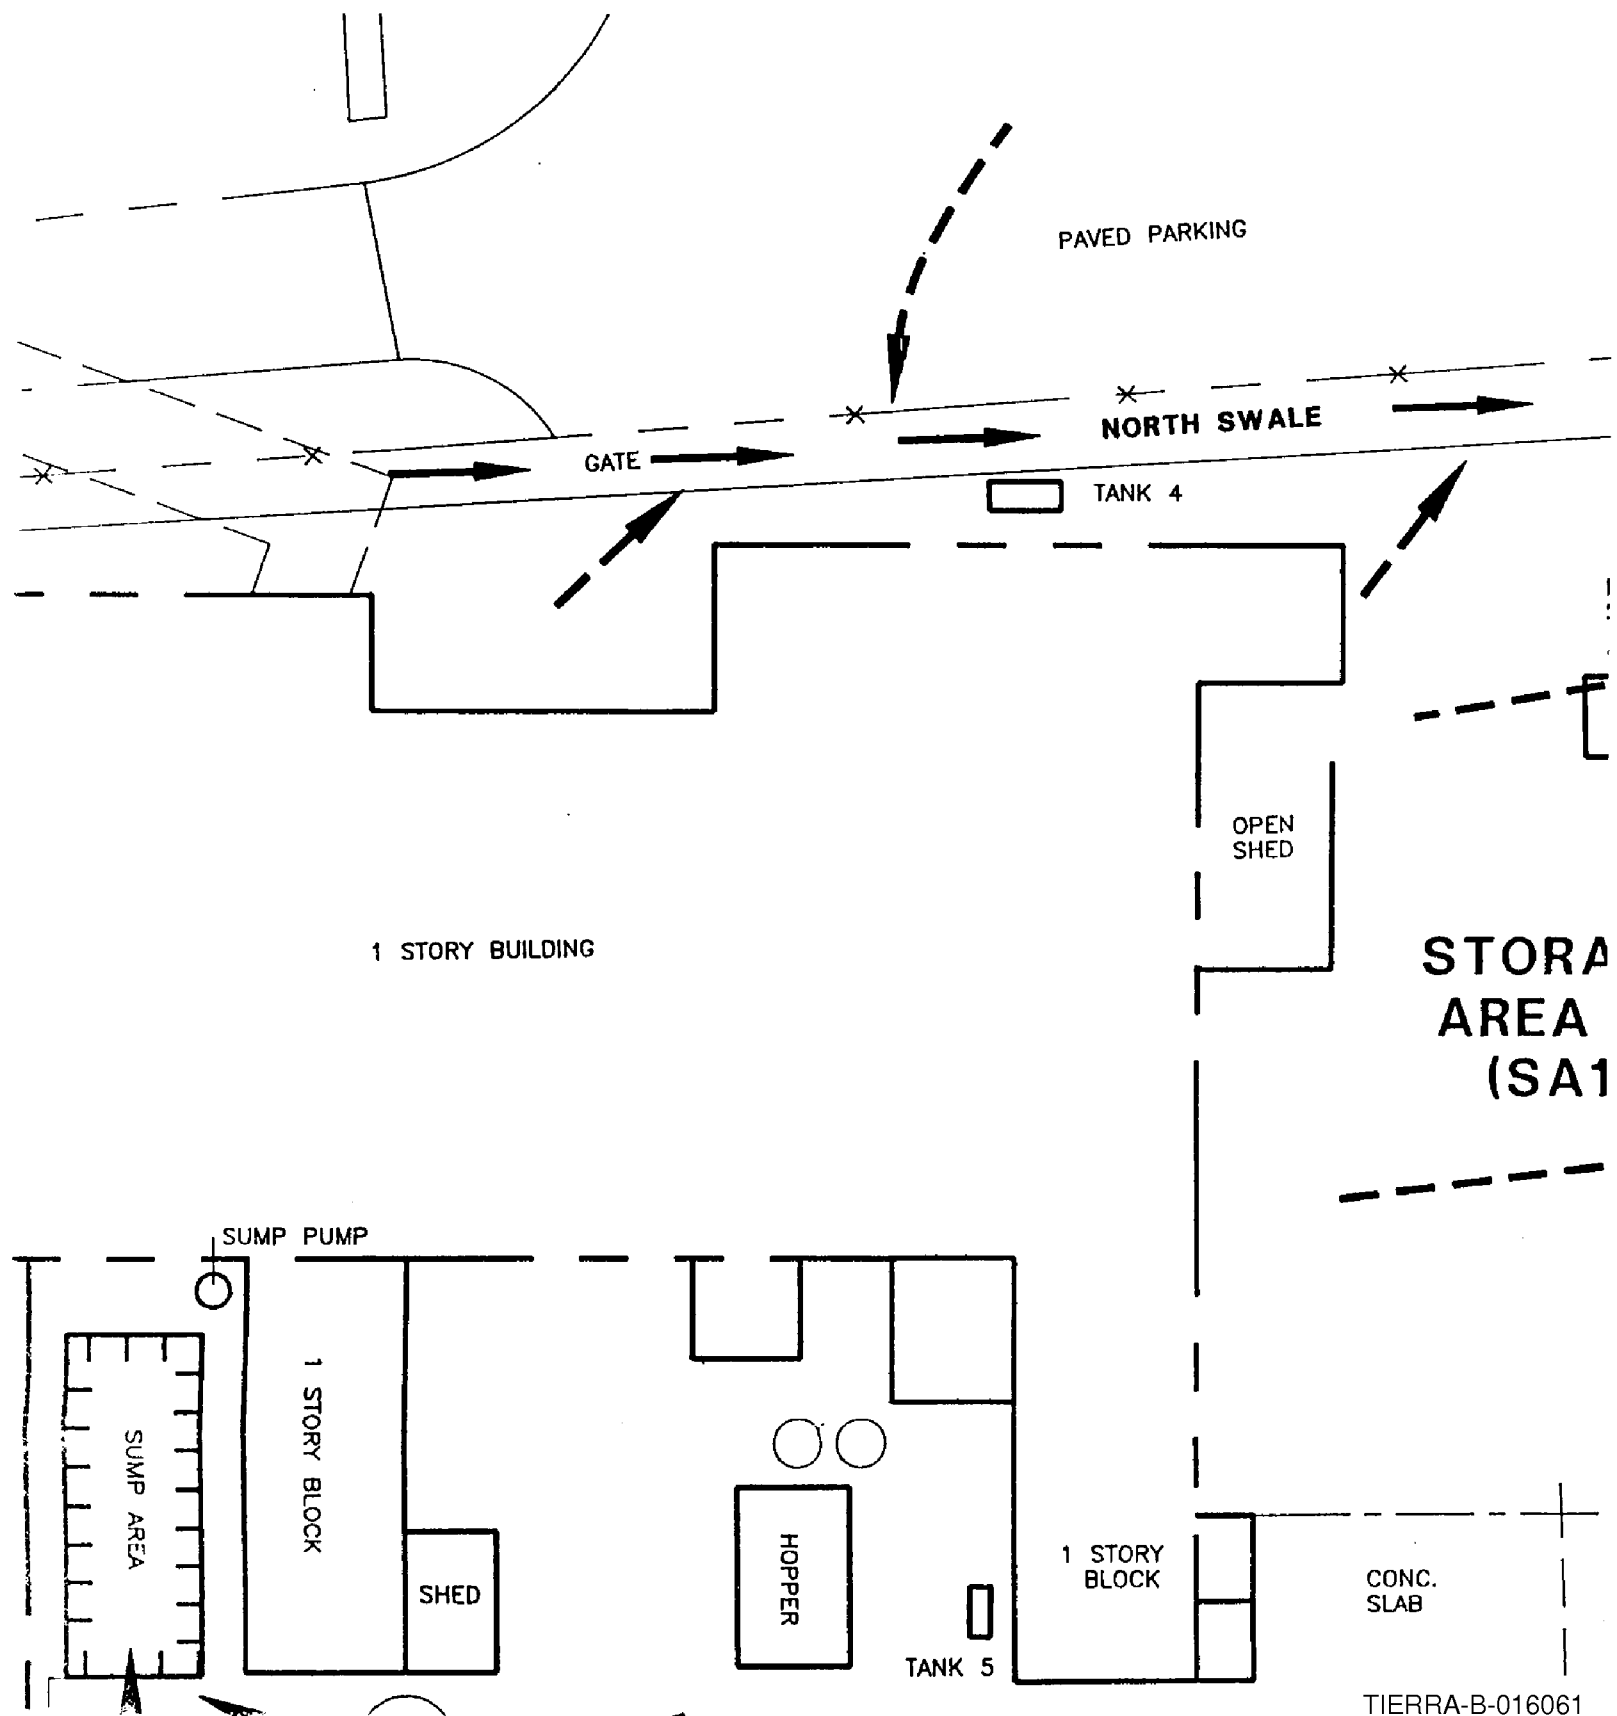 PAVED PARKING
NORTH SWALE
GATE
TANK 4
OPEN
SHED
1 STORY BUILDING
STORA
AREA
(SA1
SUMP PUMP
1 STORY BLOCK
SUMP AREA
SHED
HOPPER
1 STORY
BLOCK
CONC.
SLAB
TANK 5
TIERRA-B-016061